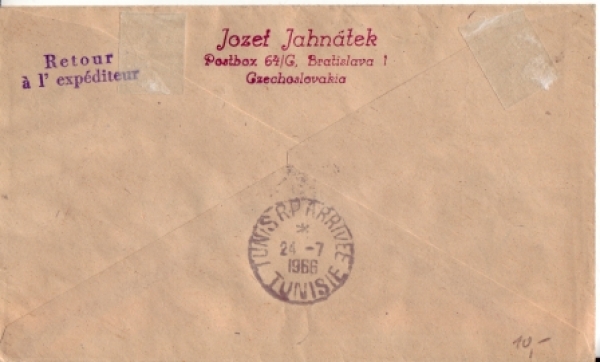 Jozef Jahnátek
Postbox 64/G, Bratislava 1
Czechoslovakia
Retour
à l' expéditeur
TUNIS R.P. ARRIVEE
*
24 -7
1966
TUNISIE
10,-